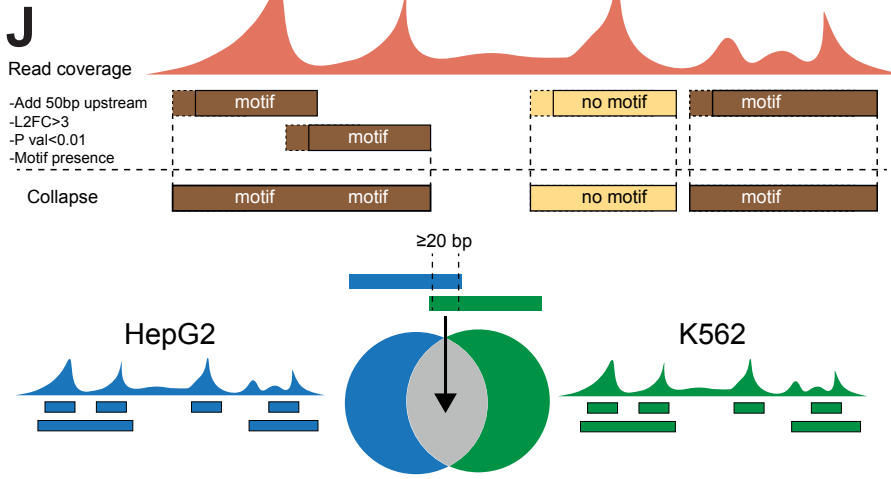 J
Read coverage
-Add 50bp upstream
-L2FC>3
-P val<0.01
-Motif presence
motif
no motif
motif
motif
Collapse
motif motif
no motif
motif
≥20 bp
HepG2
K562